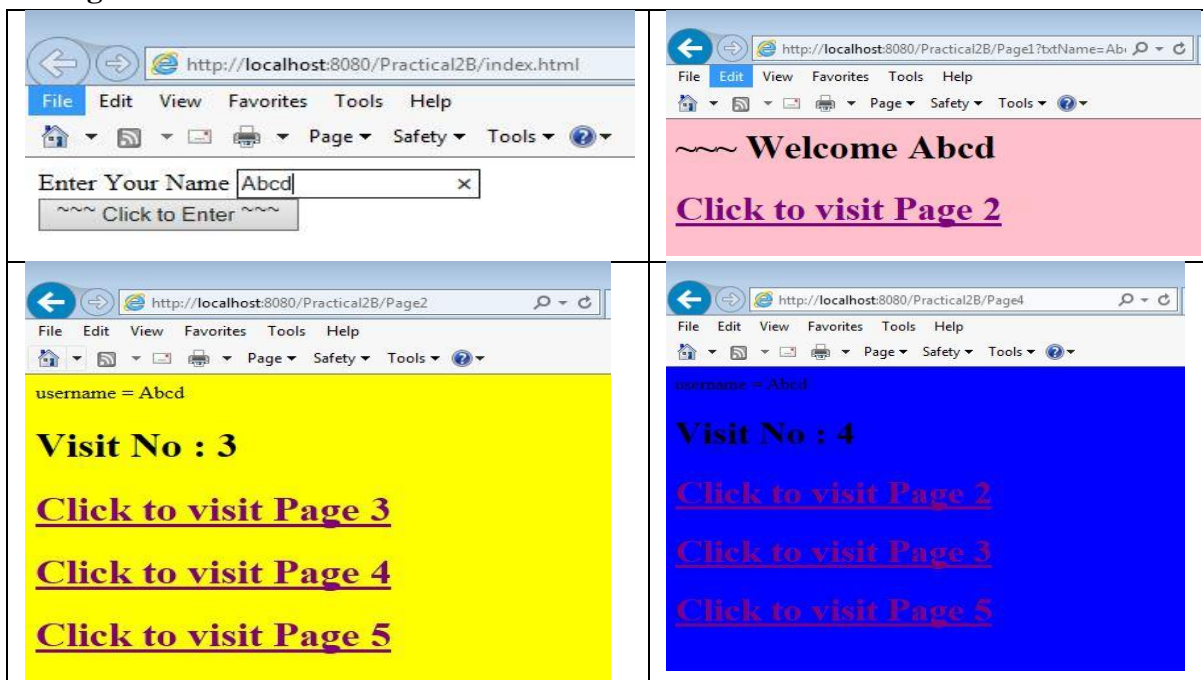 http://localhost:8080/Practical2B/index.html
File Edit View Favorites Tools Help
Page Safety Tools
Enter Your Name Abcd ×
~~~ Click to Enter ~~~
http://localhost:8080/Practical2B/Page1?txtName=Ab
File Edit View Favorites Tools Help
Page Safety Tools
~~~ Welcome Abcd
Click to visit Page 2
http://localhost:8080/Practical2B/Page2
File Edit View Favorites Tools Help
Page Safety Tools
username = Abcd
Visit No : 3
Click to visit Page 3
Click to visit Page 4
Click to visit Page 5
http://localhost:8080/Practical2B/Page4
File Edit View Favorites Tools Help
Page Safety Tools
username = Abcd
Visit No : 4
Click to visit Page 2
Click to visit Page 3
Click to visit Page 5